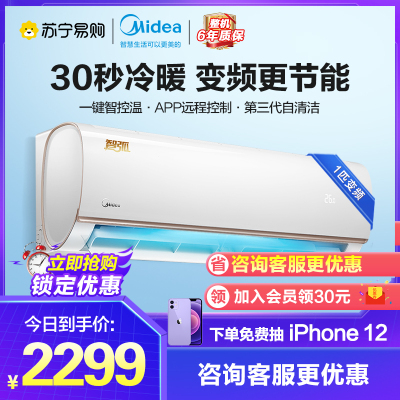 苏宁易购
Midea
智慧生活可以更美的
整机
6年质保
30秒冷暖 变频更节能
一键智控温·APP远程控制·第三代自清洁
智弧
1匹变频
Midea
立即抢购
锁定优惠
省 咨询客服更优惠
领 加入会员领30元
今日到手价:
¥2299
下单免费抽 iPhone 12
咨询客服更优惠